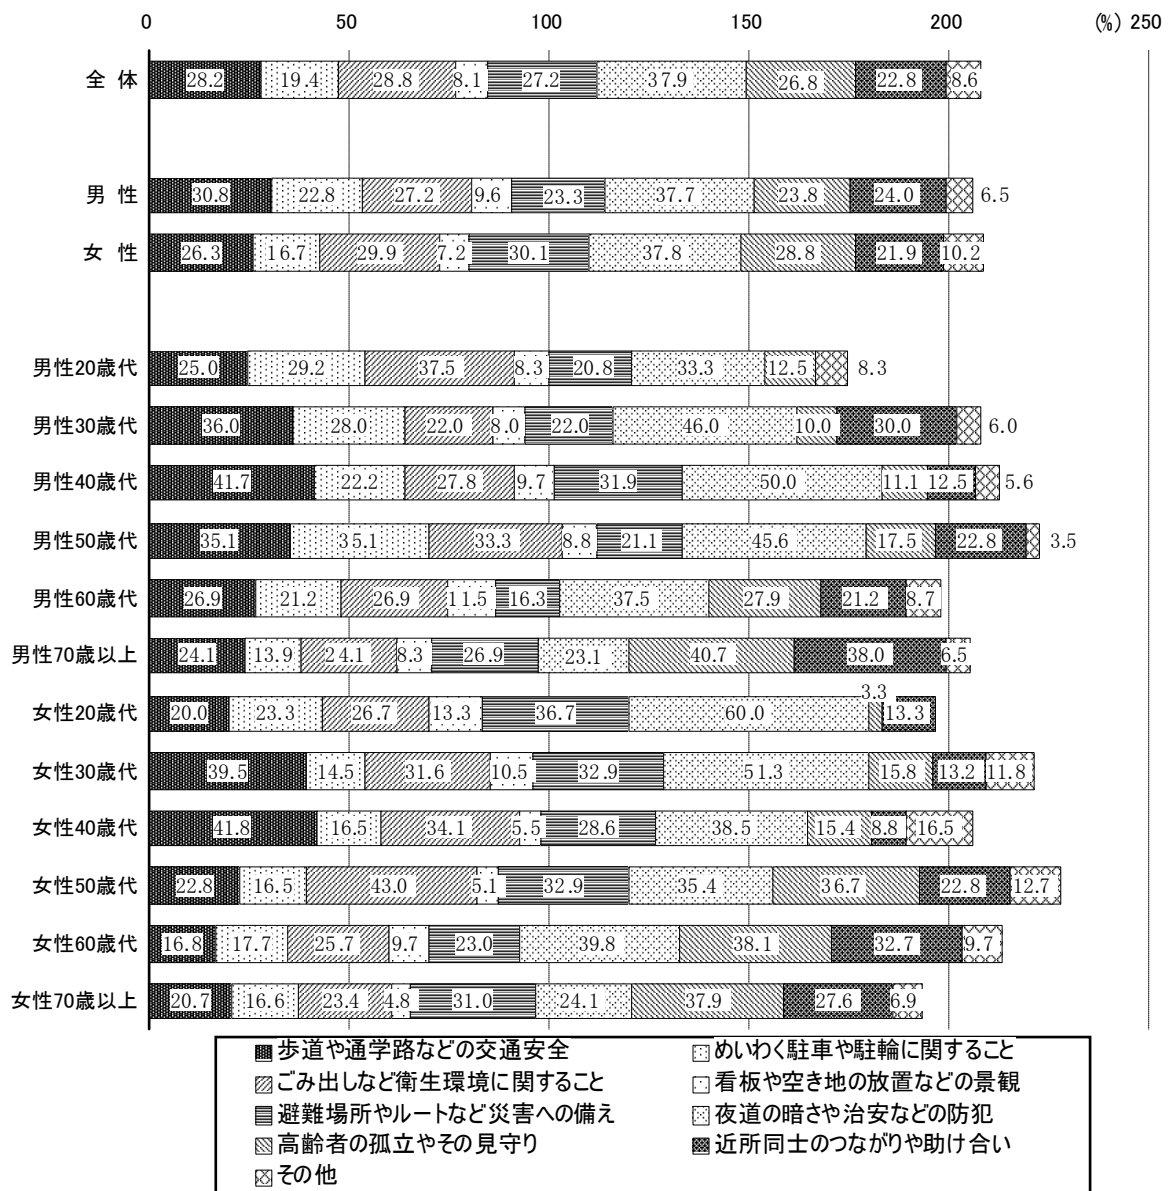 0 50 100 150 200 (%) 250
全 体 28.2 19.4 28.8 8.1 27.2 37.9 26.8 22.8 8.6
男 性 30.8 22.8 27.2 9.6 23.3 37.7 23.8 24.0 6.5
女 性 26.3 16.7 29.9 7.2 30.1 37.8 28.8 21.9 10.2
男性20歳代 25.0 29.2 37.5 8.3 20.8 33.3 12.5 8.3
男性30歳代 36.0 28.0 22.0 8.0 22.0 46.0 10.0 30.0 6.0
男性40歳代 41.7 22.2 27.8 9.7 31.9 50.0 11.1 12.5 5.6
男性50歳代 35.1 35.1 33.3 8.8 21.1 45.6 17.5 22.8 3.5
男性60歳代 26.9 21.2 26.9 11.5 16.3 37.5 27.9 21.2 8.7
男性70歳以上 24.1 13.9 24.1 8.3 26.9 23.1 40.7 38.0 6.5
女性20歳代 20.0 23.3 26.7 13.3 36.7 60.0 3.3 13.3
女性30歳代 39.5 14.5 31.6 10.5 32.9 51.3 15.8 13.2 11.8
女性40歳代 41.8 16.5 34.1 5.5 28.6 38.5 15.4 8.8 16.5
女性50歳代 22.8 16.5 43.0 5.1 32.9 35.4 36.7 22.8 12.7
女性60歳代 16.8 17.7 25.7 9.7 23.0 39.8 38.1 32.7 9.7
女性70歳以上 20.7 16.6 23.4 4.8 31.0 24.1 37.9 27.6 6.9
歩道や通学路などの交通安全 めいわく駐車や駐輪に関すること
ごみ出しなど衛生環境に関すること 看板や空き地の放置などの景観
避難場所やルートなど災害への備え 夜道の暗さや治安などの防犯
高齢者の孤立やその見守り 近所同士のつながりや助け合い
その他